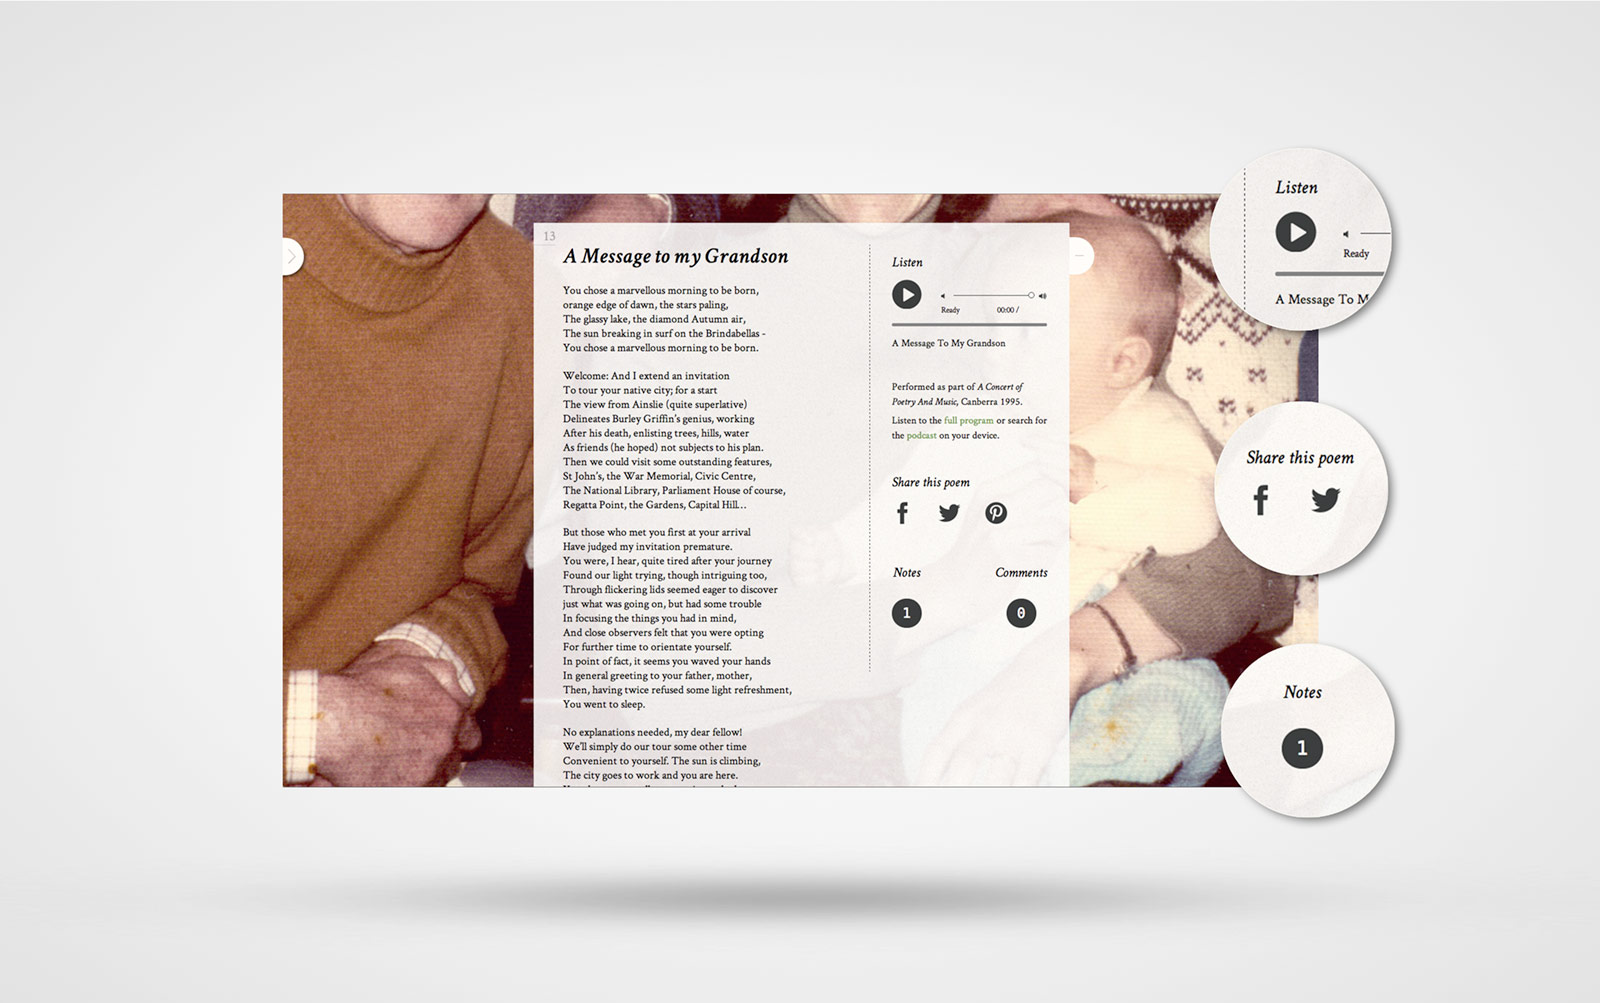 13
A Message to my Grandson
You chose a marvellous morning to be born,
orange edge of dawn, the stars paling,
The glassy lake, the diamond Autumn air,
The sun breaking in surf on the Brindabellas -
You chose a marvellous morning to be born.
Welcome: And I extend an invitation
To tour your native city; for a start
The view from Ainslie (quite superlative)
Delineates Burley Griffin's genius, working
After his death, enlisting trees, hills, water
As friends (he hoped) not subjects to his plan.
Then we could visit some outstanding features,
St John's, the War Memorial, Civic Centre,
The National Library, Parliament House of course,
Regatta Point, the Gardens, Capital Hill...
But those who met you first at your arrival
Have judged my invitation premature.
You were, I hear, quite tired after your journey
Found our light trying, though intriguing too,
Through flickering lids seemed eager to discover
just what was going on, but had some trouble
In focusing the things you had in mind,
And close observers felt that you were opting
For further time to orientate yourself.
In point of fact, it seems you waved your hands
In general greeting to your father, mother,
Then, having twice refused some light refreshment,
You went to sleep.
No explanations needed, my dear fellow!
We'll simply do our tour some other time
Convenient to yourself. The sun is climbing,
The city goes to work and you are here.
Listen
Ready 00:00 /
A Message To My Grandson
Performed as part of A Concert of
Poetry And Music, Canberra 1995.
Listen to the full program or search for
the podcast on your device.
Share this poem
Notes Comments
1 0
Listen
Ready
A Message To M
Share this poem
Notes
1